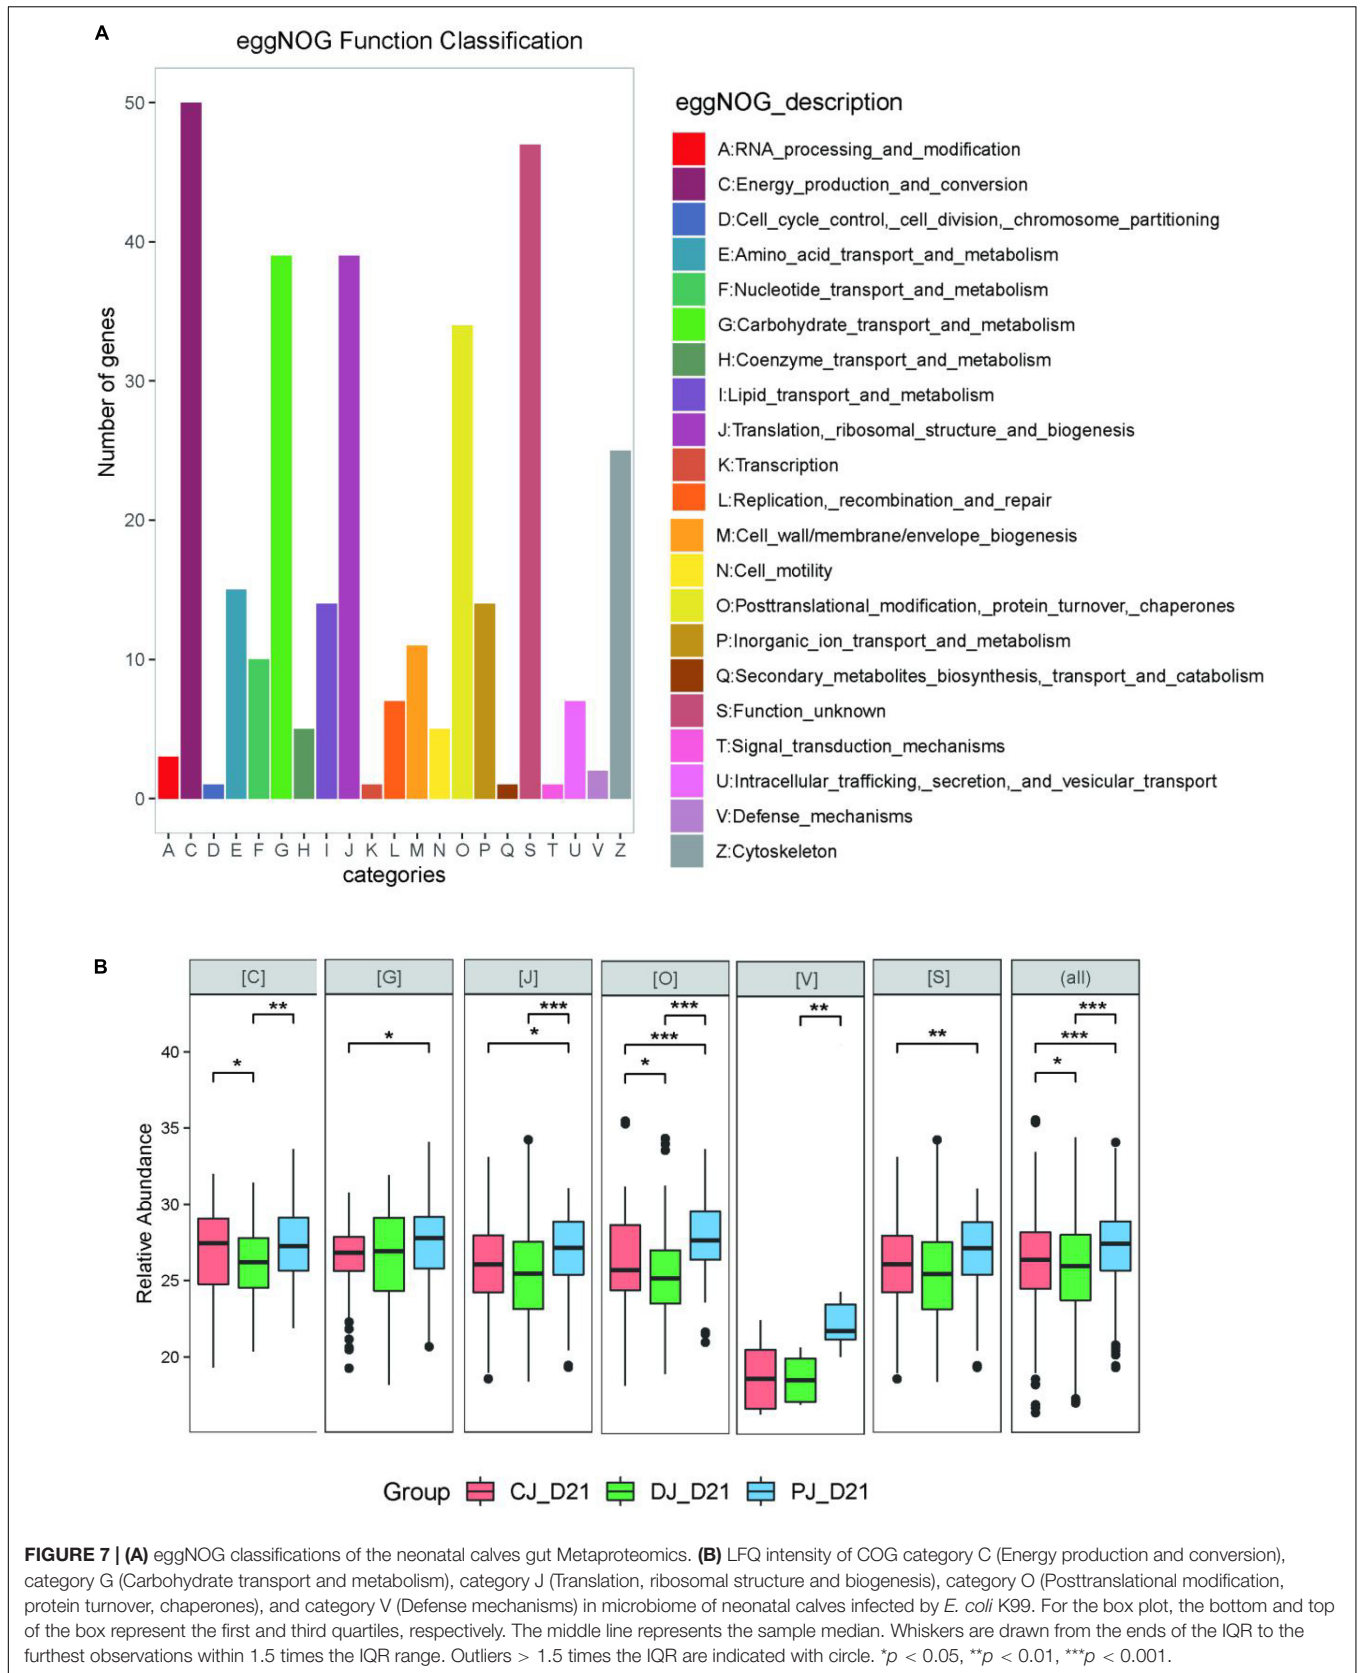 A
eggNOG Function Classification
50
40
30
20
10
0
Number of genes
A C D E F G H I J K L M N O P Q S T U V Z
categories
eggNOG_description
A:RNA_processing_and_modification
C:Energy_production_and_conversion
D:Cell_cycle_control,_cell_division,_chromosome_partitioning
E:Amino_acid_transport_and_metabolism
F:Nucleotide_transport_and_metabolism
G:Carbohydrate_transport_and_metabolism
H:Coenzyme_transport_and_metabolism
I:Lipid_transport_and_metabolism
J:Translation,_ribosomal_structure_and_biogenesis
K:Transcription
L:Replication,_recombination_and_repair
M:Cell_wall/membrane/envelope_biogenesis
N:Cell_motility
O:Posttranslational_modification,_protein_turnover,_chaperones
P:Inorganic_ion_transport_and_metabolism
Q:Secondary_metabolites_biosynthesis,_transport_and_catabolism
S:Function_unknown
T:Signal_transduction_mechanisms
U:Intracellular_trafficking,_secretion,_and_vesicular_transport
V:Defense_mechanisms
Z:Cytoskeleton
B
[C] [G] [J] [O] [V] [S] (all)
** *** *** ** ***
* * *** ** ***
* * *
40
35
30
25
20
Relative Abundance
Group CJ_D21 DJ_D21 PJ_D21
FIGURE 7 | (A) eggNOG classifications of the neonatal calves gut Metaproteomics. (B) LFQ intensity of COG category C (Energy production and conversion),
category G (Carbohydrate transport and metabolism), category J (Translation, ribosomal structure and biogenesis), category O (Posttranslational modification,
protein turnover, chaperones), and category V (Defense mechanisms) in microbiome of neonatal calves infected by E. coli K99. For the box plot, the bottom and top
of the box represent the first and third quartiles, respectively. The middle line represents the sample median. Whiskers are drawn from the ends of the IQR to the
furthest observations within 1.5 times the IQR range. Outliers > 1.5 times the IQR are indicated with circle. *p < 0.05, **p < 0.01, ***p < 0.001.